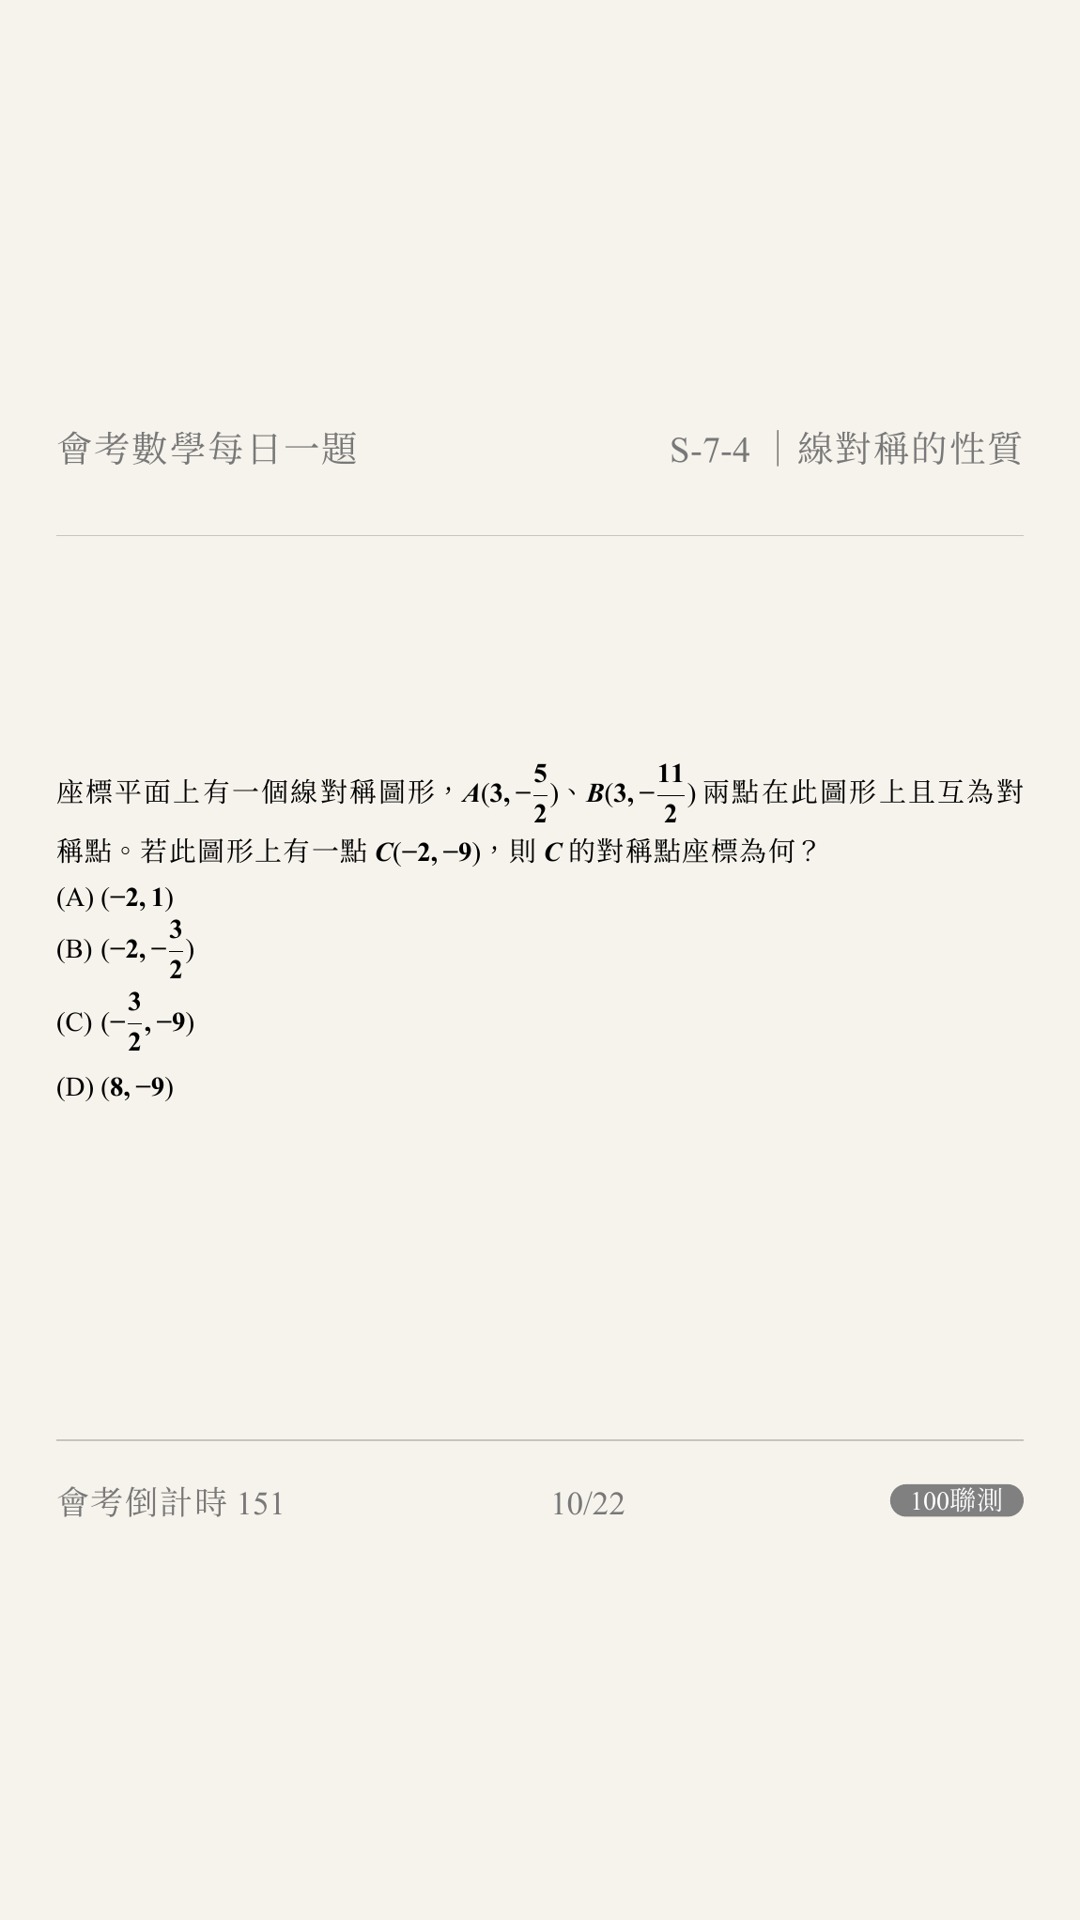 會考數學每日一題
S-7-4 | 線對稱的性質
座標平面上有一個線對稱圖形，A(3, −5/2)、B(3, −11/2) 兩點在此圖形上且互為對
稱點。若此圖形上有一點 C(−2, −9)，則 C 的對稱點座標為何？
(A) (−2, 1)
(B) (−2, −3/2)
(C) (−3/2, −9)
(D) (8, −9)
會考倒計時 151
10/22
100聯測